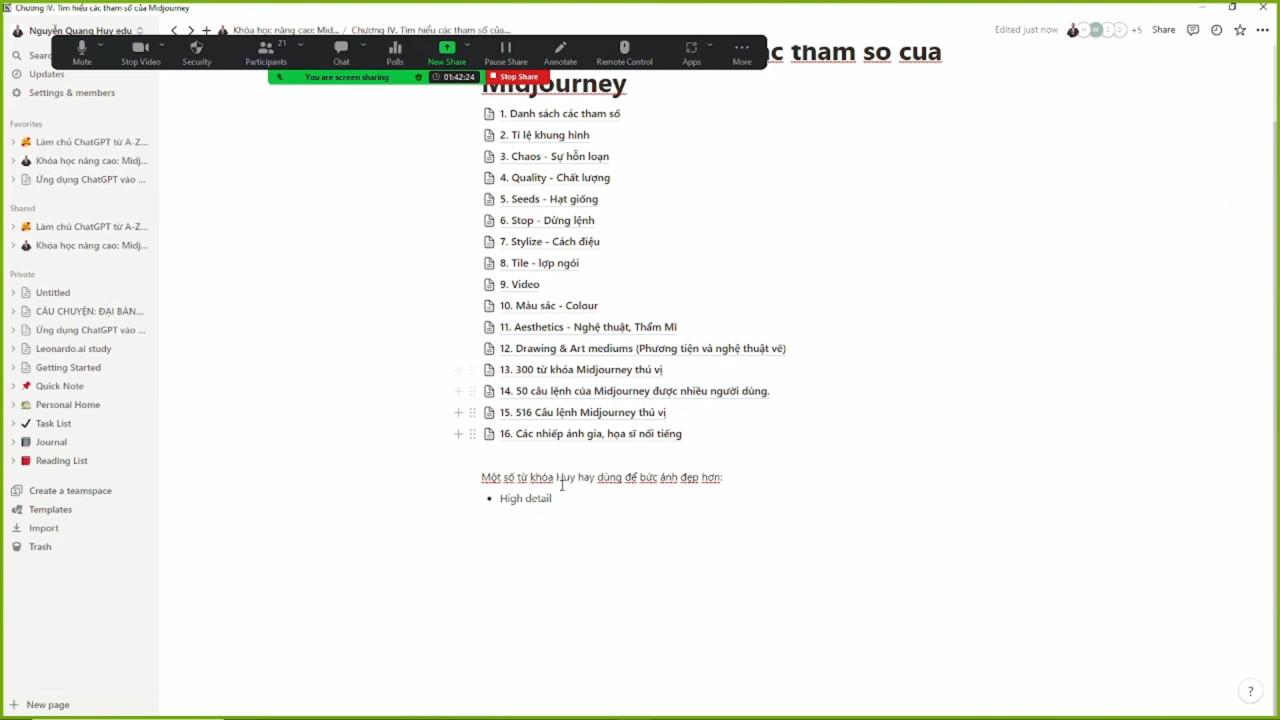 Chương IV. Tìm hiểu các tham số của Midjourney
Nguyễn Quang Huy edu
Khóa học nâng cao: Mid... / Chương IV. Tìm hiểu các tham số của...
Edited just now
+5
Share
Mute
Stop Video
Security
21
Participants
Chat
Polls
New Share
Pause Share
Annotate
Remote Control
Apps
More
You are screen sharing
01:42:24
Stop Share
Updates
Settings & members
Favorites
Làm chủ ChatGPT từ A-Z...
Khóa học nâng cao: Midj...
Ứng dụng ChatGPT vào ...
Shared
Làm chủ ChatGPT từ A-Z...
Khóa học nâng cao: Midj...
Private
Untitled
CÂU CHUYỆN: ĐẠI BÀN...
Ứng dụng ChatGPT vào ...
Leonardo.ai study
Getting Started
Quick Note
Personal Home
Task List
Journal
Reading List
Create a teamspace
Templates
Import
Trash
New page
ác tham số của
Midjourney
1. Danh sách các tham số
2. Tỉ lệ khung hình
3. Chaos - Sự hỗn loạn
4. Quality - Chất lượng
5. Seeds - Hạt giống
6. Stop - Dừng lệnh
7. Stylize - Cách điệu
8. Tile - lợp ngói
9. Video
10. Màu sắc - Colour
11. Aesthetics - Nghệ thuật, Thẩm Mĩ
12. Drawing & Art mediums (Phương tiện và nghệ thuật vẽ)
13. 300 từ khóa Midjourney thú vị
14. 50 câu lệnh của Midjourney được nhiều người dùng.
15. 516 Câu lệnh Midjourney thú vị
16. Các nhiếp ảnh gia, họa sĩ nổi tiếng
Một số từ khóa Huy hay dùng để bức ảnh đẹp hơn:
• High detail
?